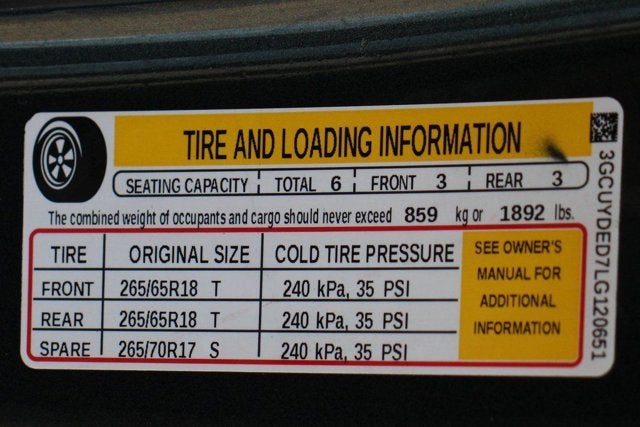 TIRE AND LOADING INFORMATION
SEATING CAPACITY TOTAL 6 FRONT 3 REAR 3
The combined weight of occupants and cargo should never exceed 859 kg or 1892 lbs.
TIRE ORIGINAL SIZE COLD TIRE PRESSURE
FRONT 265/65R18 T 240 kPa, 35 PSI
REAR 265/65R18 T 240 kPa, 35 PSI
SPARE 265/70R17 S 240 kPa, 35 PSI
SEE OWNER'S
MANUAL FOR
ADDITIONAL
INFORMATION
3GCUYDED7LG120651